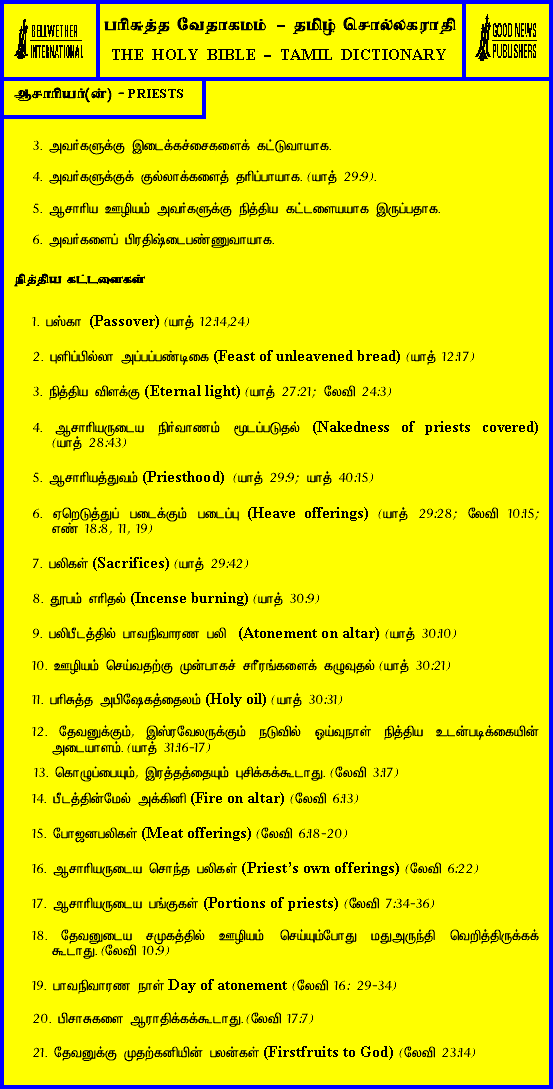 BELLWETHER
INTERNATIONAL
பரிசுத்த வேதாகமம் – தமிழ் சொல்லகராதி
THE HOLY BIBLE – TAMIL DICTIONARY
GOOD NEWS
PUBLISHERS
ஆசாரியர்(ன்) - PRIESTS
3. அவர்களுக்கு இடைக்கச்சைகளைக் கட்டுவாயாக.
4. அவர்களுக்குக் குல்லாக்களைத் தரிப்பாயாக. (யாத் 29:9).
5. ஆசாரிய ஊழியம் அவர்களுக்கு நித்திய கட்டளையயாக இருப்பதாக.
6. அவர்களைப் பிரதிஷ்டைபண்ணுவாயாக.
நித்திய கட்டளைகள்
1. பஸ்கா (Passover) (யாத் 12:14,24)
2. புளிப்பில்லா அப்பப்பண்டிகை (Feast of unleavened bread) (யாத் 12:17)
3. நித்திய விளக்கு (Eternal light) (யாத் 27:21; லேவி 24:3)
4. ஆசாரியருடைய நிர்வாணம் மூடப்படுதல் (Nakedness of priests covered)
(யாத் 28:43)
5. ஆசாரியத்துவம் (Priesthood) (யாத் 29:9; யாத் 40:15)
6. ஏறெடுத்துப் படைக்கும் படைப்பு (Heave offerings) (யாத் 29:28; லேவி 10:15;
எண் 18:8, 11, 19)
7. பலிகள் (Sacrifices) (யாத் 29:42)
8. தூபம் எரிதல் (Incense burning) (யாத் 30:9)
9. பலிபீடத்தில் பாவநிவாரண பலி (Atonement on altar) (யாத் 30:10)
10. ஊழியம் செய்வதற்கு முன்பாகச் சரீரங்களைக் கழுவுதல் (யாத் 30:21)
11. பரிசுத்த அபிஷேகத்தைலம் (Holy oil) (யாத் 30:31)
12. தேவனுக்கும், இஸ்ரவேலருக்கும் நடுவில் ஓய்வுநாள் நித்திய உடன்படிக்கையின்
அடையாளம். (யாத் 31:16-17)
13. கொழுப்பையும், இரத்தத்தையும் புசிக்கக்கூடாது. (லேவி 3:17)
14. பீடத்தின்மேல் அக்கினி (Fire on altar) (லேவி 6:13)
15. போஜனபலிகள் (Meat offerings) (லேவி 6:18-20)
16. ஆசாரியருடைய சொந்த பலிகள் (Priest's own offerings) (லேவி 6:22)
17. ஆசாரியருடைய பங்குகள் (Portions of priests) (லேவி 7:34-36)
18. தேவனுடைய சமுகத்தில் ஊழியம் செய்யும்போது மதுஅருந்தி வெறித்திருக்கக்
கூடாது. (லேவி 10:9)
19. பாவநிவாரண நாள் Day of atonement (லேவி 16: 29-34)
20. பிசாசுகளை ஆராதிக்கக்கூடாது. (லேவி 17:7)
21. தேவனுக்கு முதற்கனியின் பலன்கள் (Firstfruits to God) (லேவி 23:14)